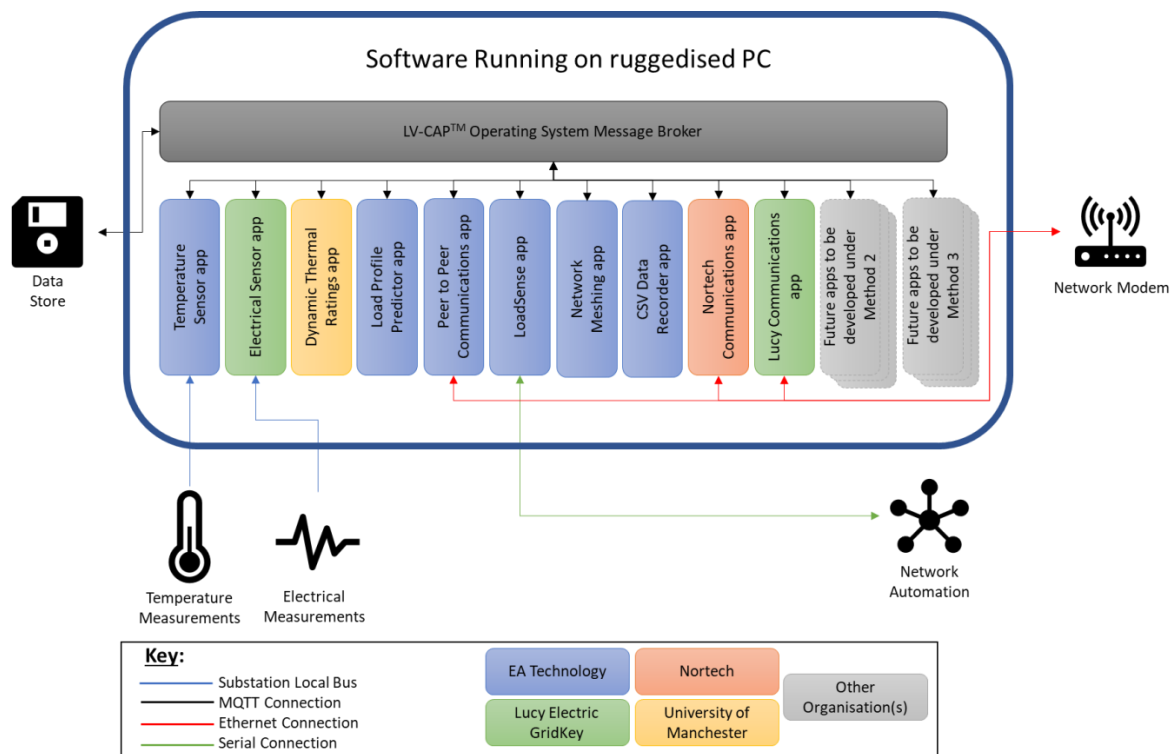 Software Running on ruggedised PC
LV-CAP™ Operating System Message Broker
Data
Store
Temperature
Sensor app
Electrical Sensor app
Dynamic Thermal
Ratings app
Load Profile
Predictor app
Peer to Peer
Communications app
LoadSense app
Network
Meshing app
CSV Data
Recorder app
Nortech
Communications app
Lucy Communications
app
Future apps to be
developed under
Method 2
Future apps to be
developed under
Method 3
Network Modem
Temperature
Measurements
Electrical
Measurements
Network
Automation
Key:
Substation Local Bus
MQTT Connection
Ethernet Connection
Serial Connection
EA Technology
Nortech
Lucy Electric
GridKey
University of
Manchester
Other
Organisation(s)